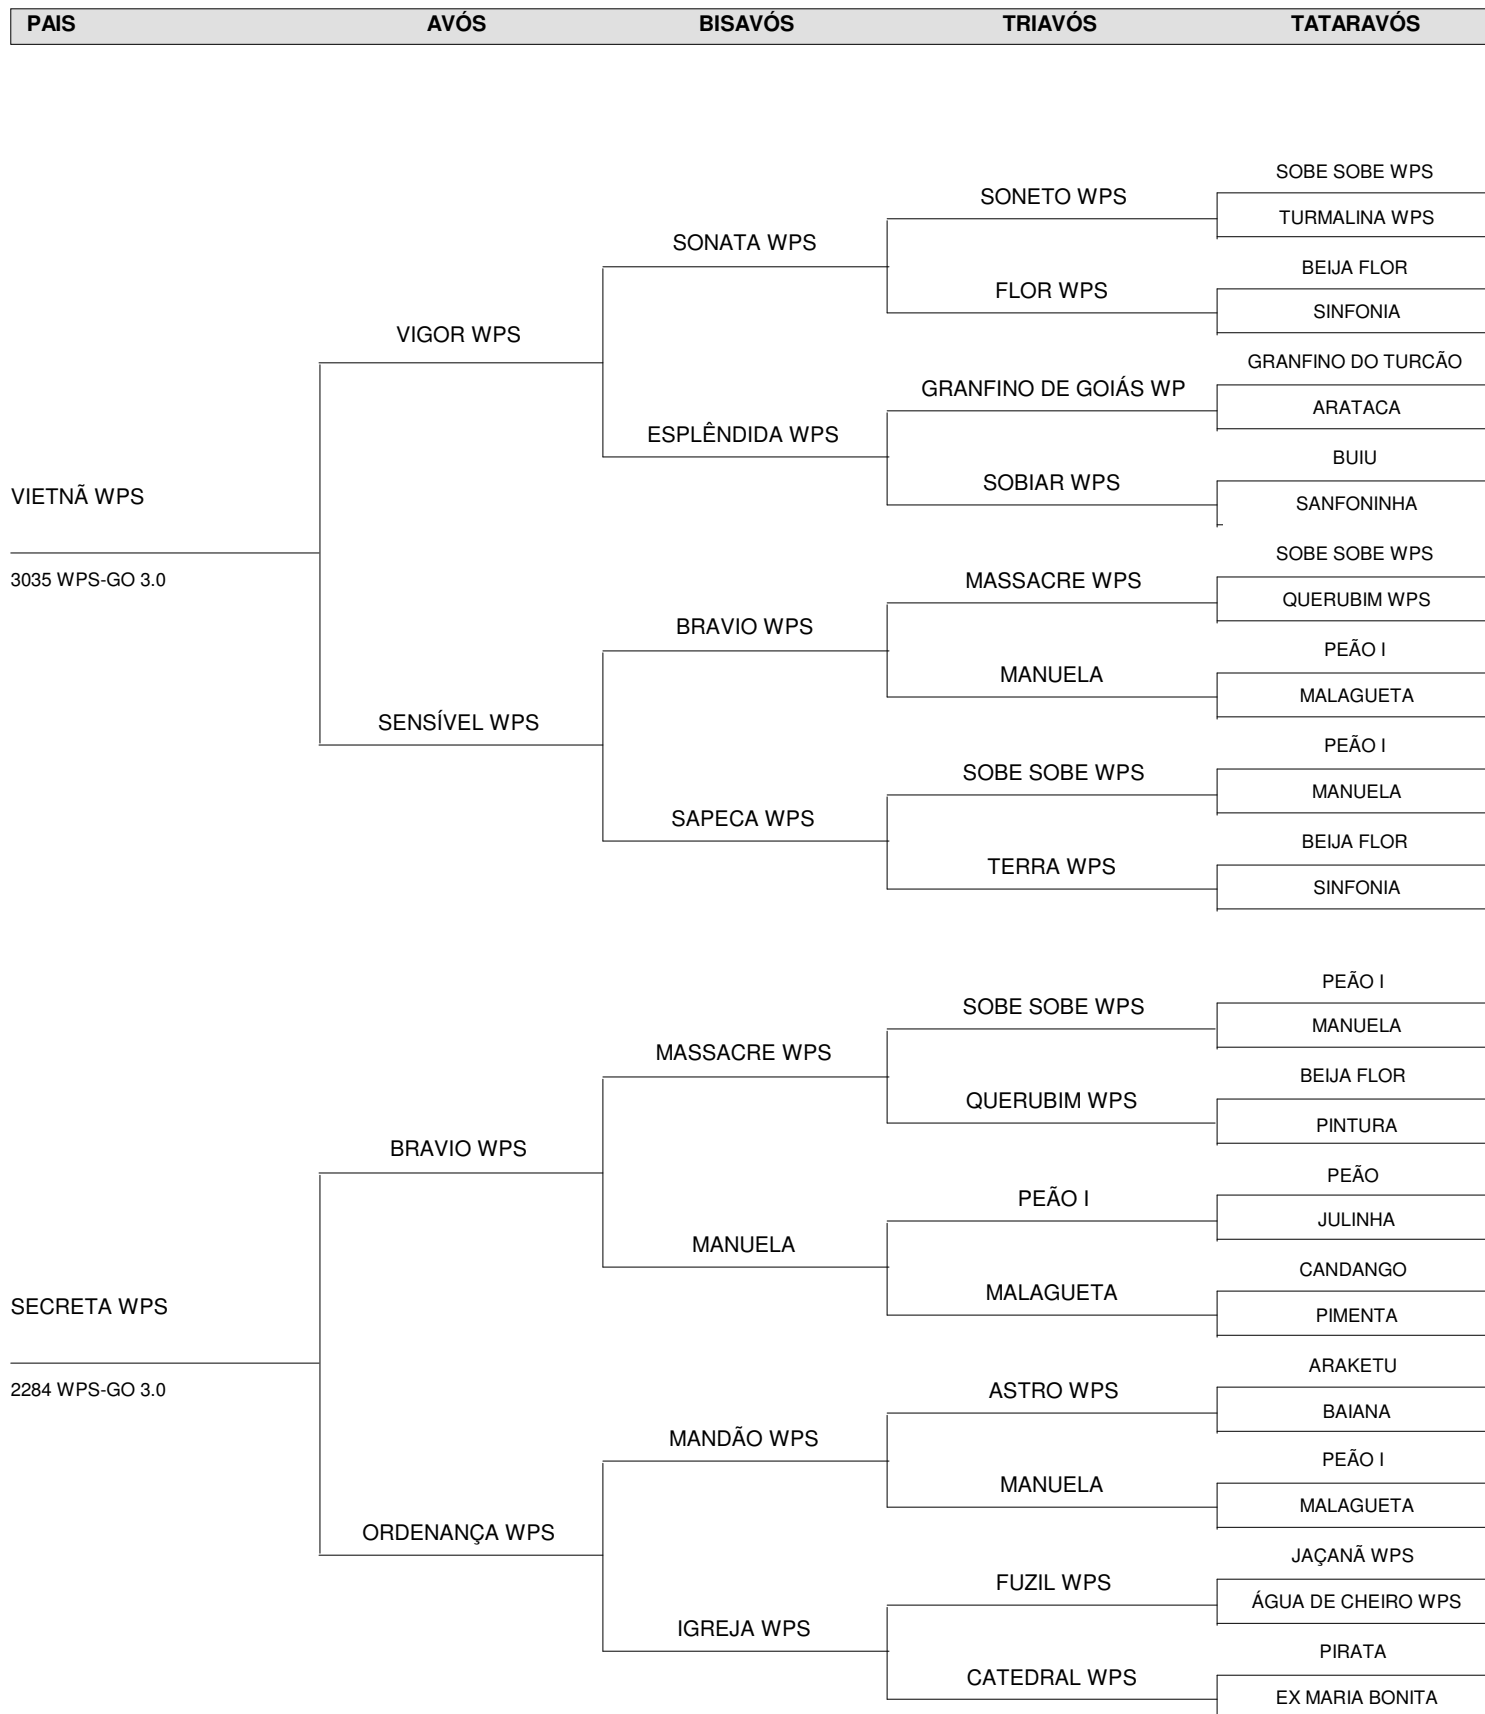 PAIS AVÓS BISAVÓS TRIAVÓS TATARAVÓS
SOBE SOBE WPS
SONETO WPS
TURMALINA WPS
SONATA WPS
BEIJA FLOR
FLOR WPS
SINFONIA
VIGOR WPS
GRANFINO DO TURCÃO
GRANFINO DE GOIÁS WP
ARATACA
ESPLÊNDIDA WPS
BUIU
SOBIAR WPS
SANFONINHA
VIETNÃ WPS
SOBE SOBE WPS
3035 WPS-GO 3.0
MASSACRE WPS
QUERUBIM WPS
BRAVIO WPS
PEÃO I
MANUELA
MALAGUETA
SENSÍVEL WPS
PEÃO I
SOBE SOBE WPS
MANUELA
SAPECA WPS
BEIJA FLOR
TERRA WPS
SINFONIA
PEÃO I
SOBE SOBE WPS
MANUELA
MASSACRE WPS
BEIJA FLOR
QUERUBIM WPS
PINTURA
BRAVIO WPS
PEÃO
PEÃO I
JULINHA
MANUELA
CANDANGO
MALAGUETA
PIMENTA
SECRETA WPS
ARAKETU
2284 WPS-GO 3.0
ASTRO WPS
BAIANA
MANDÃO WPS
PEÃO I
MANUELA
MALAGUETA
ORDENANÇA WPS
JAÇANÃ WPS
FUZIL WPS
ÁGUA DE CHEIRO WPS
IGREJA WPS
PIRATA
CATEDRAL WPS
EX MARIA BONITA